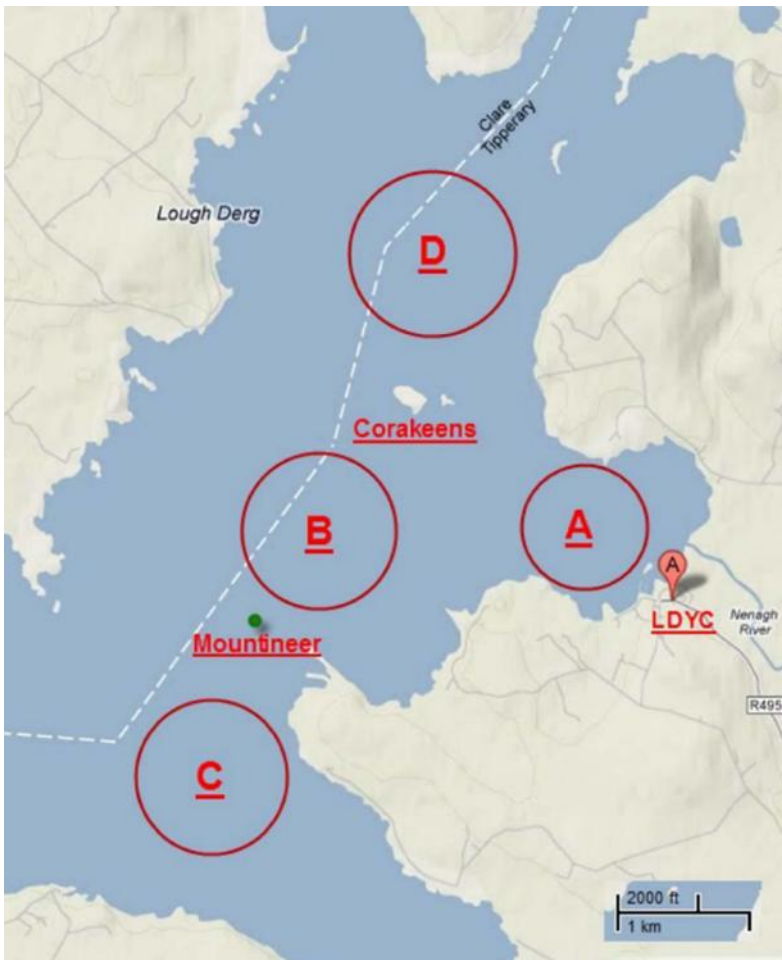 Clare
Tipperary
Lough Derg
D
Corakeens
B
A
A
LDYC
Nenagh
River
Mountineer
R495
C
2000 ft
1 km